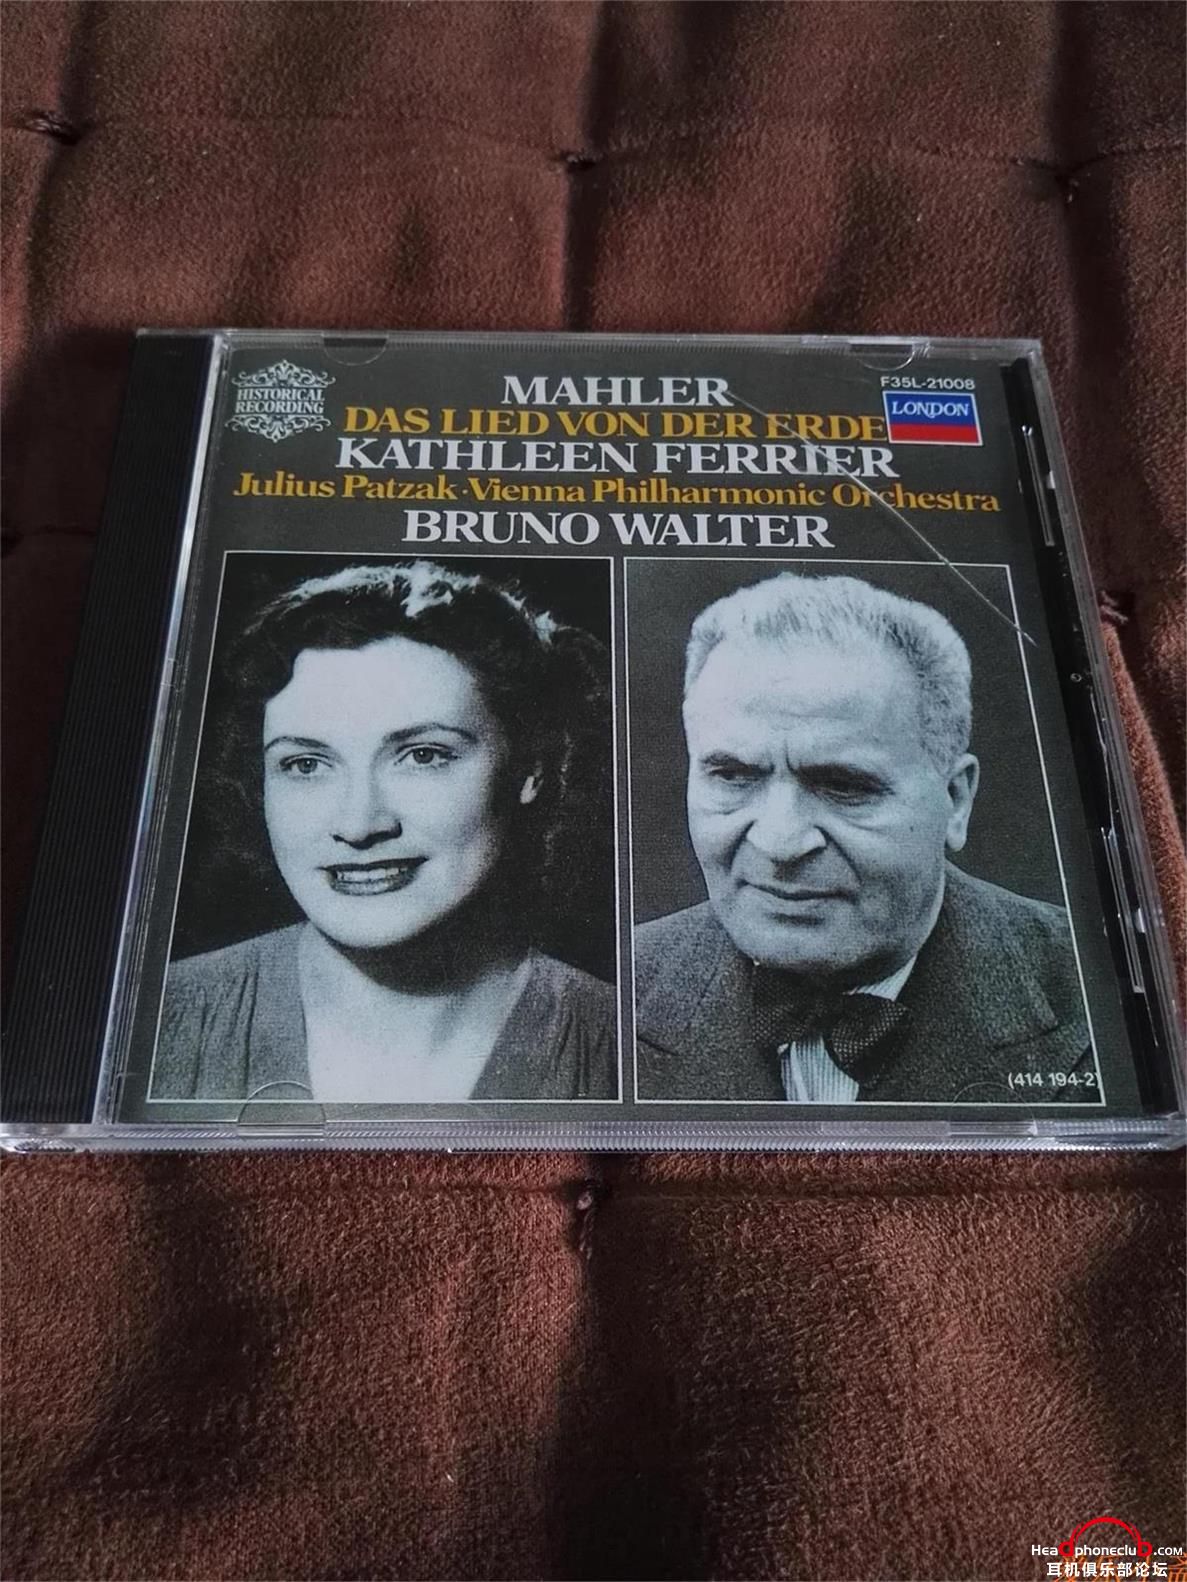 HISTORICAL
RECORDING
MAHLER
F35L-21008
LONDON
DAS LIED VON DER ERDE
KATHLEEN FERRIER
Julius Patzak·Vienna Philharmonic Orchestra
BRUNO WALTER
(414 194-2)
Headphoneclub.com
耳机俱乐部论坛